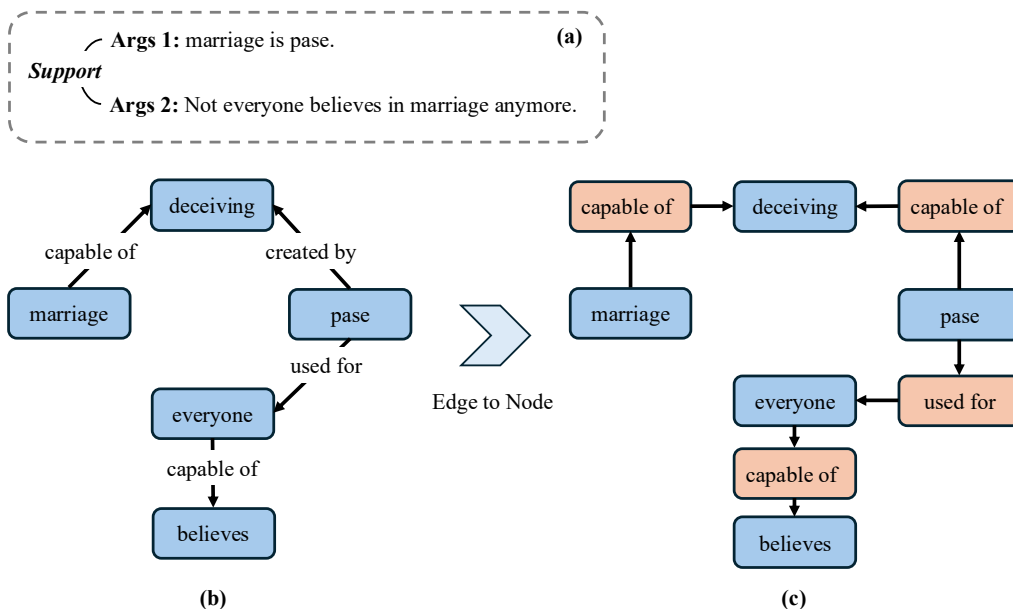 (a)
Args 1: marriage is pase.
Support
Args 2: Not everyone believes in marriage anymore.
deceiving
capable of
created by
marriage
pase
used for
everyone
capable of
believes
(b)
Edge to Node
capable of
deceiving
capable of
marriage
pase
everyone
used for
capable of
believes
(c)